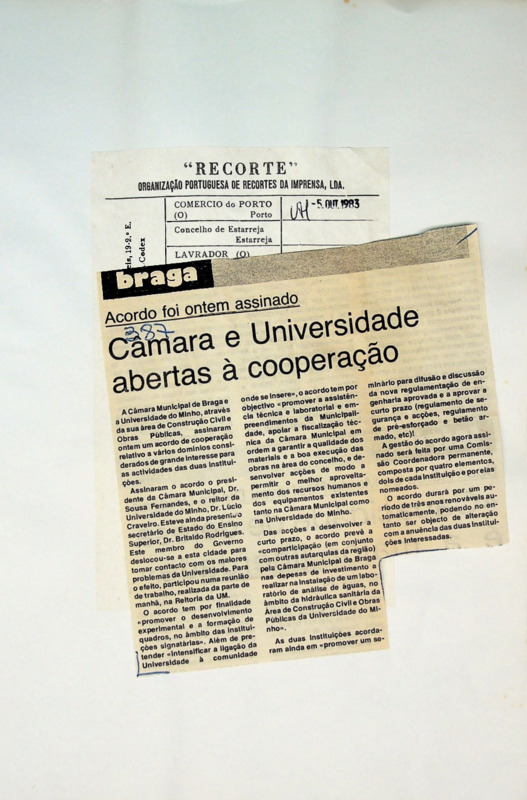 "RECORTE"
ORGANIZAÇÃO PORTUGUESA DE RECORTES DA IMPRENSA, LDA.
19-2.º E.
Codex
COMERCIO do PORTO
(O) Porto
-5. OUT. 1983
Concelho de Estarreja
Estarreja
LAVRADOR (O)
braga
Acordo foi ontem assinado
387
Câmara e Universidade
abertas à cooperação
A Câmara Municipal de Braga e
a Universidade do Minho, através
da sua área de Construção Civil e
Obras Públicas, assinaram
ontem um acordo de cooperação
relativo a vários domínios consi-
derados de grande interesse para
as actividades das duas institui-
ções.
Assinaram o acordo o presi-
dente da Câmara Municipal, Dr.
Sousa Fernandes, e o reitor da
Universidade do Minho, Dr. Lúcio
Craveiro. Esteve ainda presente o
secretário de Estado do Ensino
Superior, Dr. Britaldo Rodrigues.
Este membro do Governo
deslocou-se a esta cidade para
tomar contacto com os maiores
problemas da Universidade. Para
o efeito, participou numa reunião
de trabalho, realizada da parte de
manhã, na Reitoria da UM.
O acordo tem por finalidade
«promover o desenvolvimento
experimental e a formação de
quadros, no âmbito das institui-
ções signatárias». Além de pre-
tender «intensificar a ligação da
Universidade à comunidade
onde se insere», o acordo tem por
objectivo «promover a assistên-
cia técnica e laboratorial e em-
preendimentos da Municipali-
dade, apoiar a fiscalização téc-
nica da Câmara Municipal em
ordem a garantir a qualidade dos
materiais e a boa execução das
obras na área do concelho, e de-
senvolver acções de modo a
permitir o melhor aproveita-
mento dos recursos humanos e
dos equipamentos existentes
tanto na Câmara Municipal como
na Universidade do Minho.
Das acções a desenvolver a
curto prazo, o acordo prevê a
«comparticipação (em conjunto
com outras autarquias da região)
pela Câmara Municipal de Braga
nas depesas de investimento a
realizar na instalação de um labo-
ratório de análise de águas, no
âmbito da hidráulica sanitária da
Área de Construção Civil e Obras
Públicas da Universidade do Mi-
nho».
As duas instituições acorda-
ram ainda em «promover um se-
minário para difusão e discussão
da nova regulamentação de en-
genharia aprovada e a aprovar a
curto prazo (regulamento de se-
gurança e acções, regulamento
de pré-esforçado e betão ar-
mado, etc)!
A gestão do acordo agora assi-
nado será feita por uma Comis-
são Coordenadora permanente,
composta por quatro elementos,
dois de cada instituição e por elas
nomeados.
O acordo durará por um pe-
ríodo de três anos renováveis au-
tomaticamente, podendo no en-
tanto ser objecto de alteração
com a anuência das duas institui-
ções interessadas.